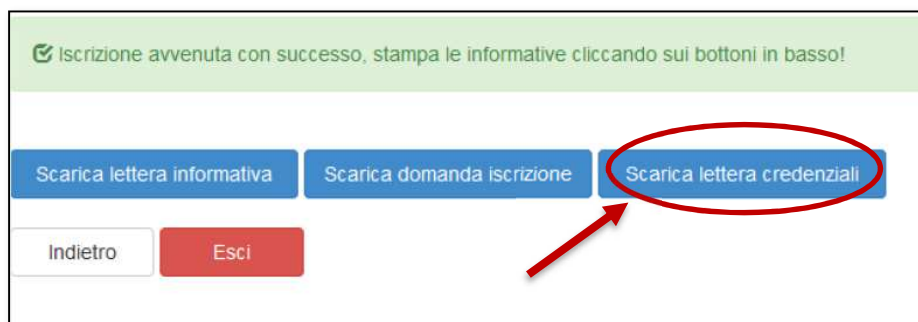 Iscrizione avvenuta con successo, stampa le informative cliccando sui bottoni in basso!
Scarica lettera informativa Scarica domanda iscrizione Scarica lettera credenziali
Indietro Esci